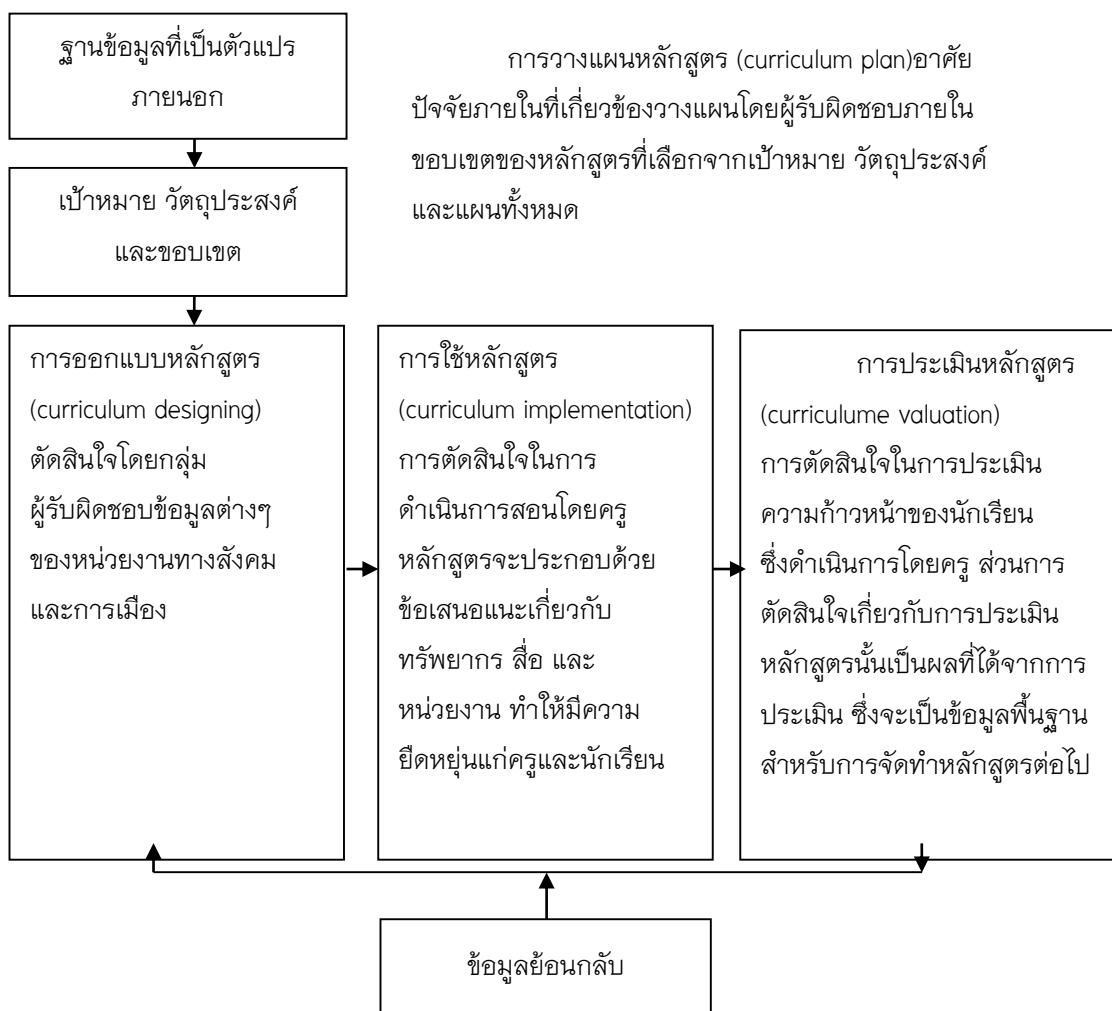 ฐานข้อมูลที่เป็นตัวแปร
ภายนอก
การวางแผนหลักสูตร (curriculum plan)อาศัย
ปัจจัยภายในที่เกี่ยวข้องวางแผนโดยผู้รับผิดชอบภายใน
ขอบเขตของหลักสูตรที่เลือกจากเป้าหมาย วัตถุประสงค์
และแผนทั้งหมด
เป้าหมาย วัตถุประสงค์
และขอบเขต
การออกแบบหลักสูตร
(curriculum designing)
ตัดสินใจโดยกลุ่ม
ผู้รับผิดชอบข้อมูลต่างๆ
ของหน่วยงานทางสังคม
และการเมือง
การใช้หลักสูตร
(curriculum implementation)
การตัดสินใจในการ
ดำเนินการสอนโดยครู
หลักสูตรจะประกอบด้วย
ข้อเสนอแนะเกี่ยวกับ
ทรัพยากร สื่อ และ
หน่วยงาน ทำให้มีความ
ยืดหยุ่นแก่ครูและนักเรียน
การประเมินหลักสูตร
(curriculume valuation)
การตัดสินใจในการประเมิน
ความก้าวหน้าของนักเรียน
ซึ่งดำเนินการโดยครู ส่วนการ
ตัดสินใจเกี่ยวกับการประเมิน
หลักสูตรนั้นเป็นผลที่ได้จากการ
ประเมิน ซึ่งจะเป็นข้อมูลพื้นฐาน
สำหรับการจัดทำหลักสูตรต่อไป
ข้อมูลย้อนกลับ